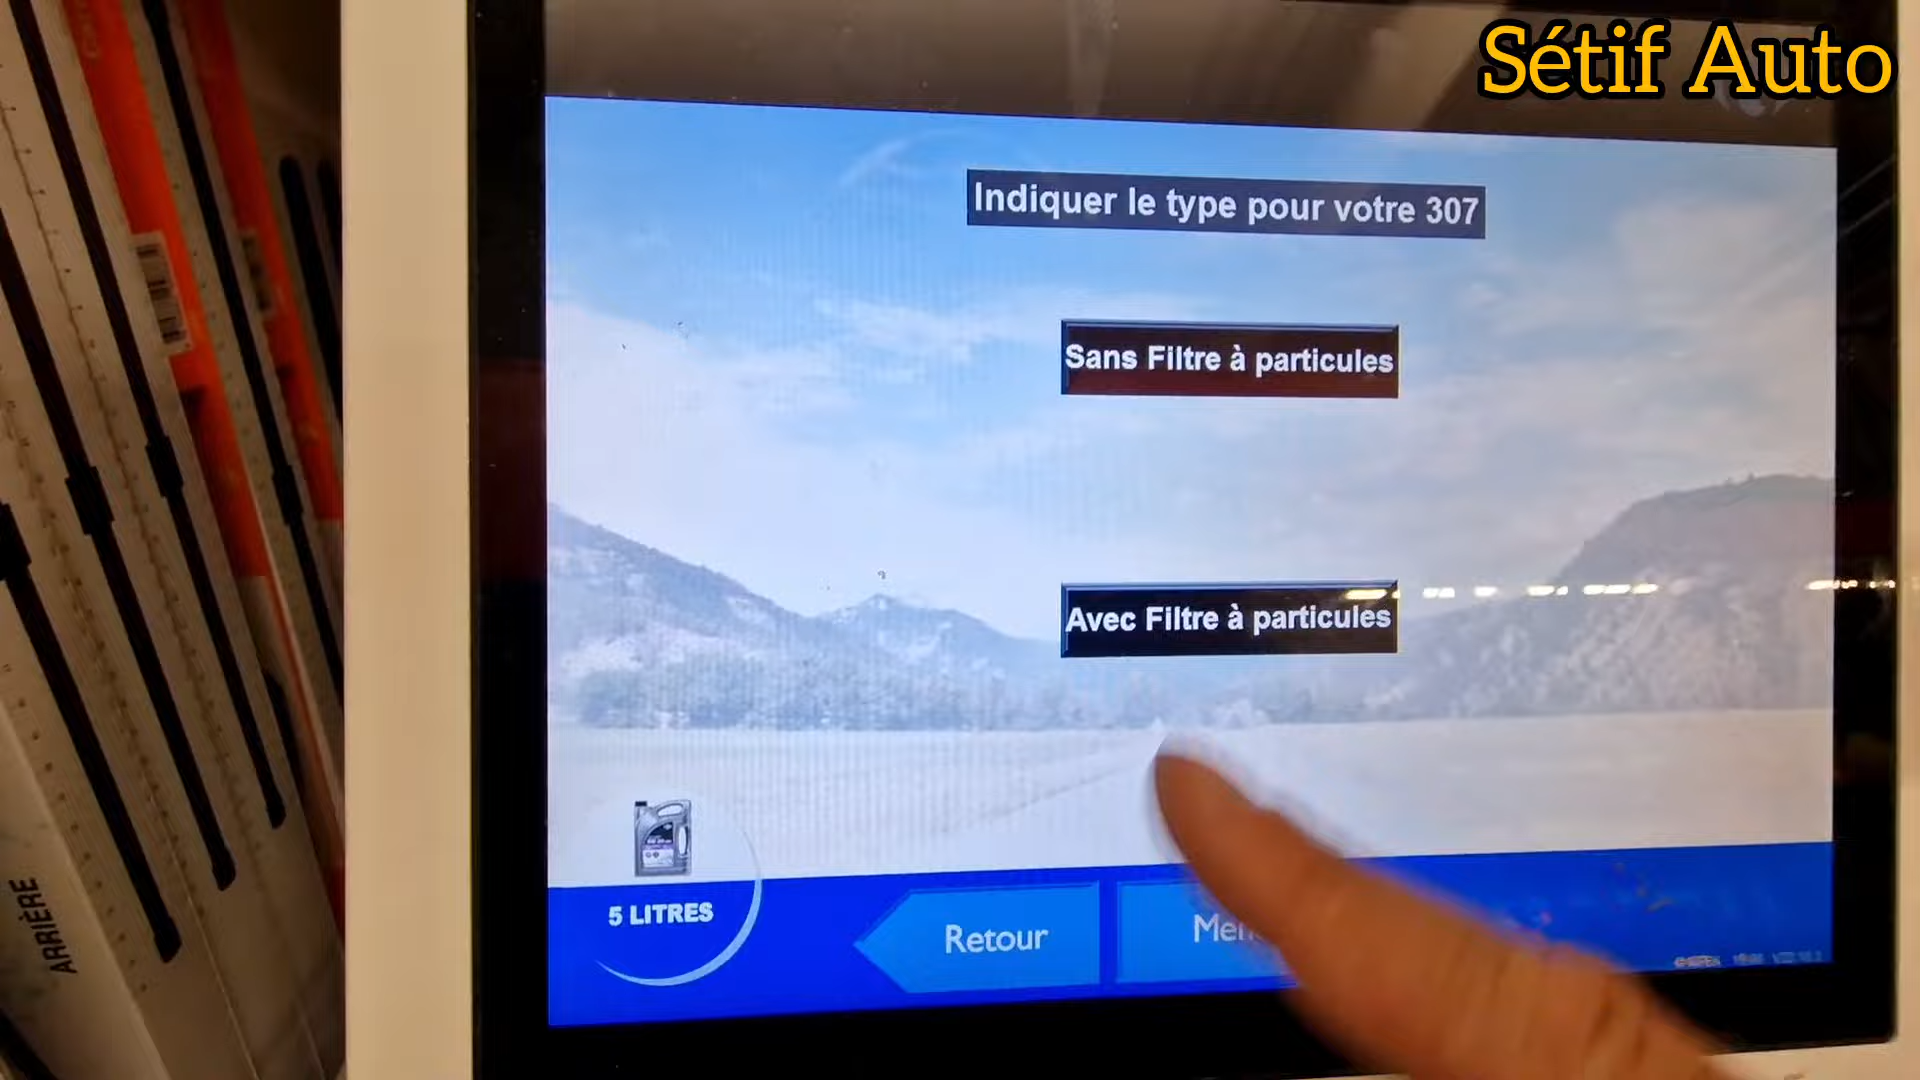 Sétif Auto
Indiquer le type pour votre 307
Sans Filtre à particules
Avec Filtre à particules
5 LITRES
Retour
ARRIÈRE